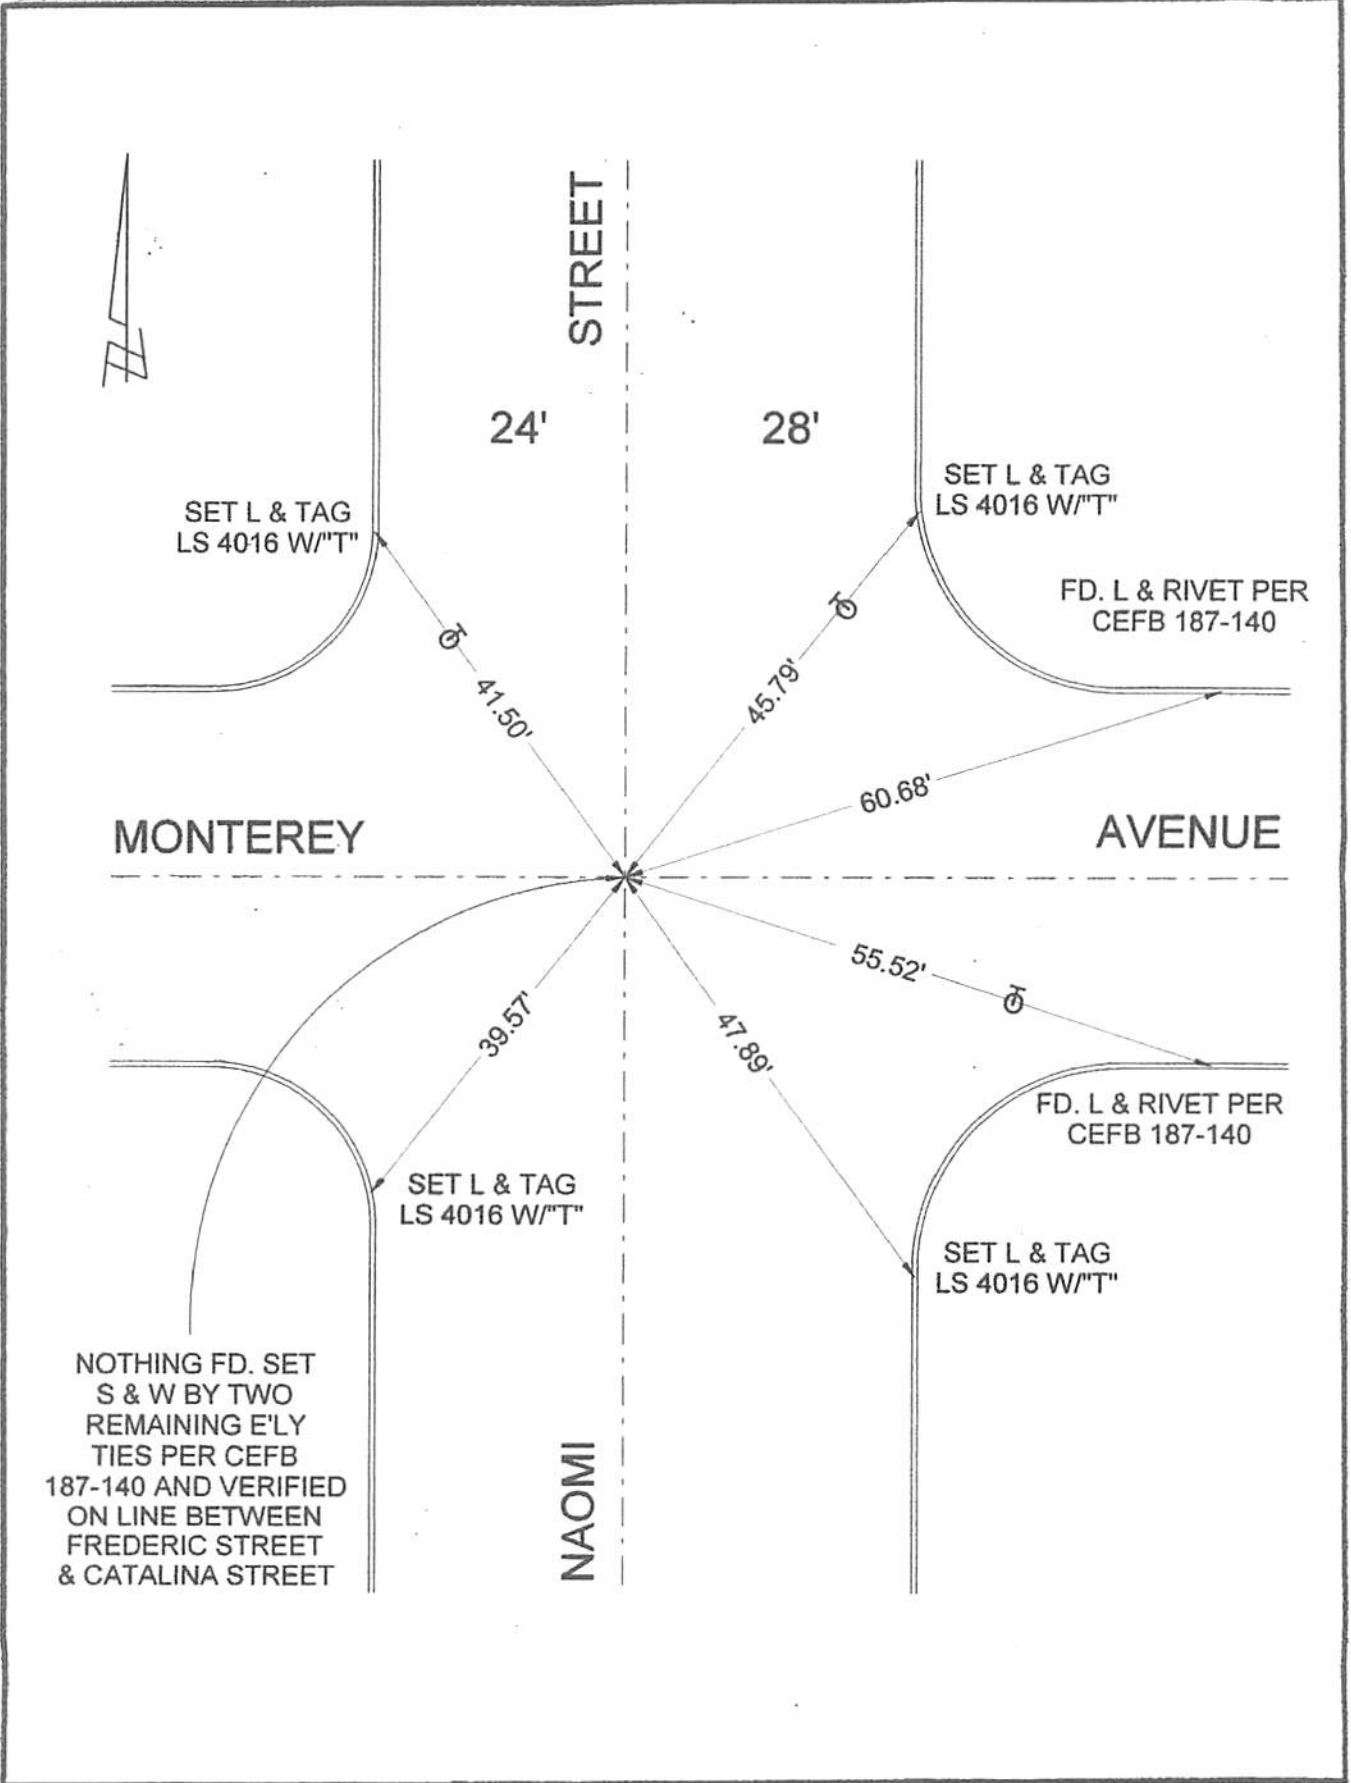 STREET
24'
28'
SET L & TAG
LS 4016 W/"T"
SET L & TAG
LS 4016 W/"T"
FD. L & RIVET PER
CEFB 187-140
41.50'
45.79'
60.68'
MONTEREY
AVENUE
55.52'
39.57'
47.89'
FD. L & RIVET PER
CEFB 187-140
SET L & TAG
LS 4016 W/"T"
SET L & TAG
LS 4016 W/"T"
NOTHING FD. SET
S & W BY TWO
REMAINING E'LY
TIES PER CEFB
187-140 AND VERIFIED
ON LINE BETWEEN
FREDERIC STREET
& CATALINA STREET
NAOMI